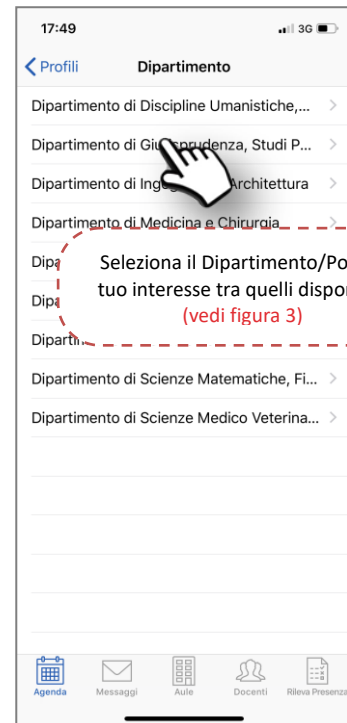 17:49
3G
Profili
Dipartimento
Dipartimento di Discipline Umanistiche,...
Dipartimento di Giurisprudenza, Studi P...
Dipartimento di Architettura
Dipartimento di Medicina e Chirurgia
Seleziona il Dipartimento/Po
tuo interesse tra quelli dispor
(vedi figura 3)
Dipartimento di Scienze Matematiche, Fi...
Dipartimento di Scienze Medico Veterina...
Agenda
Messaggi
Aule
Docenti
Rileva Presenza